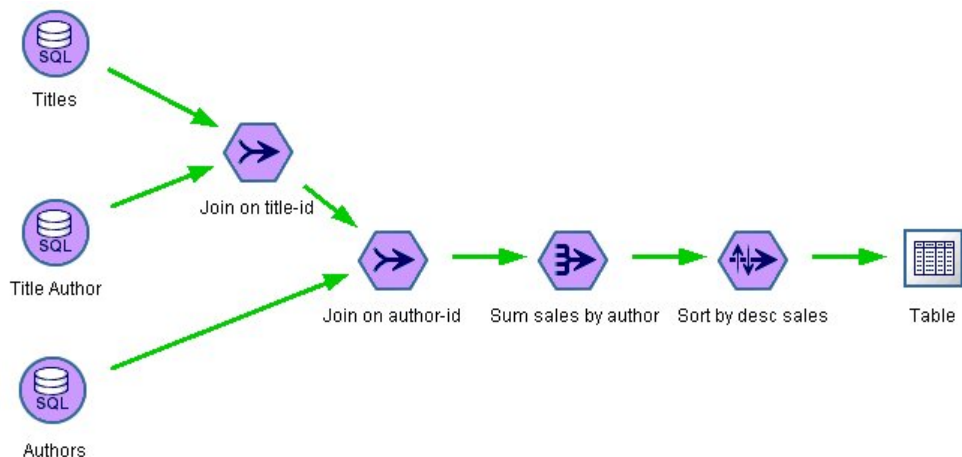 SQL
Titles
Join on title-id
SQL
Title Author
Join on author-id
Sum sales by author
Sort by desc sales
Table
SQL
Authors